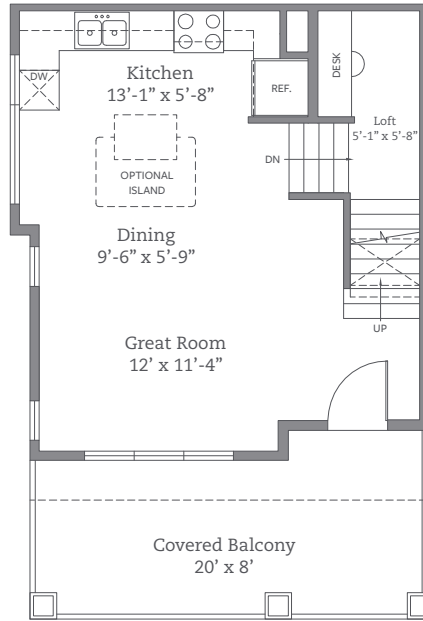 DW
Kitchen
13’-1” x 5’-8”
REF.
DESK
Loft
5’-1” x 5’-8”
DN
OPTIONAL
ISLAND
Dining
9’-6” x 5’-9”
UP
Great Room
12’ x 11’-4”
Covered Balcony
20’ x 8’